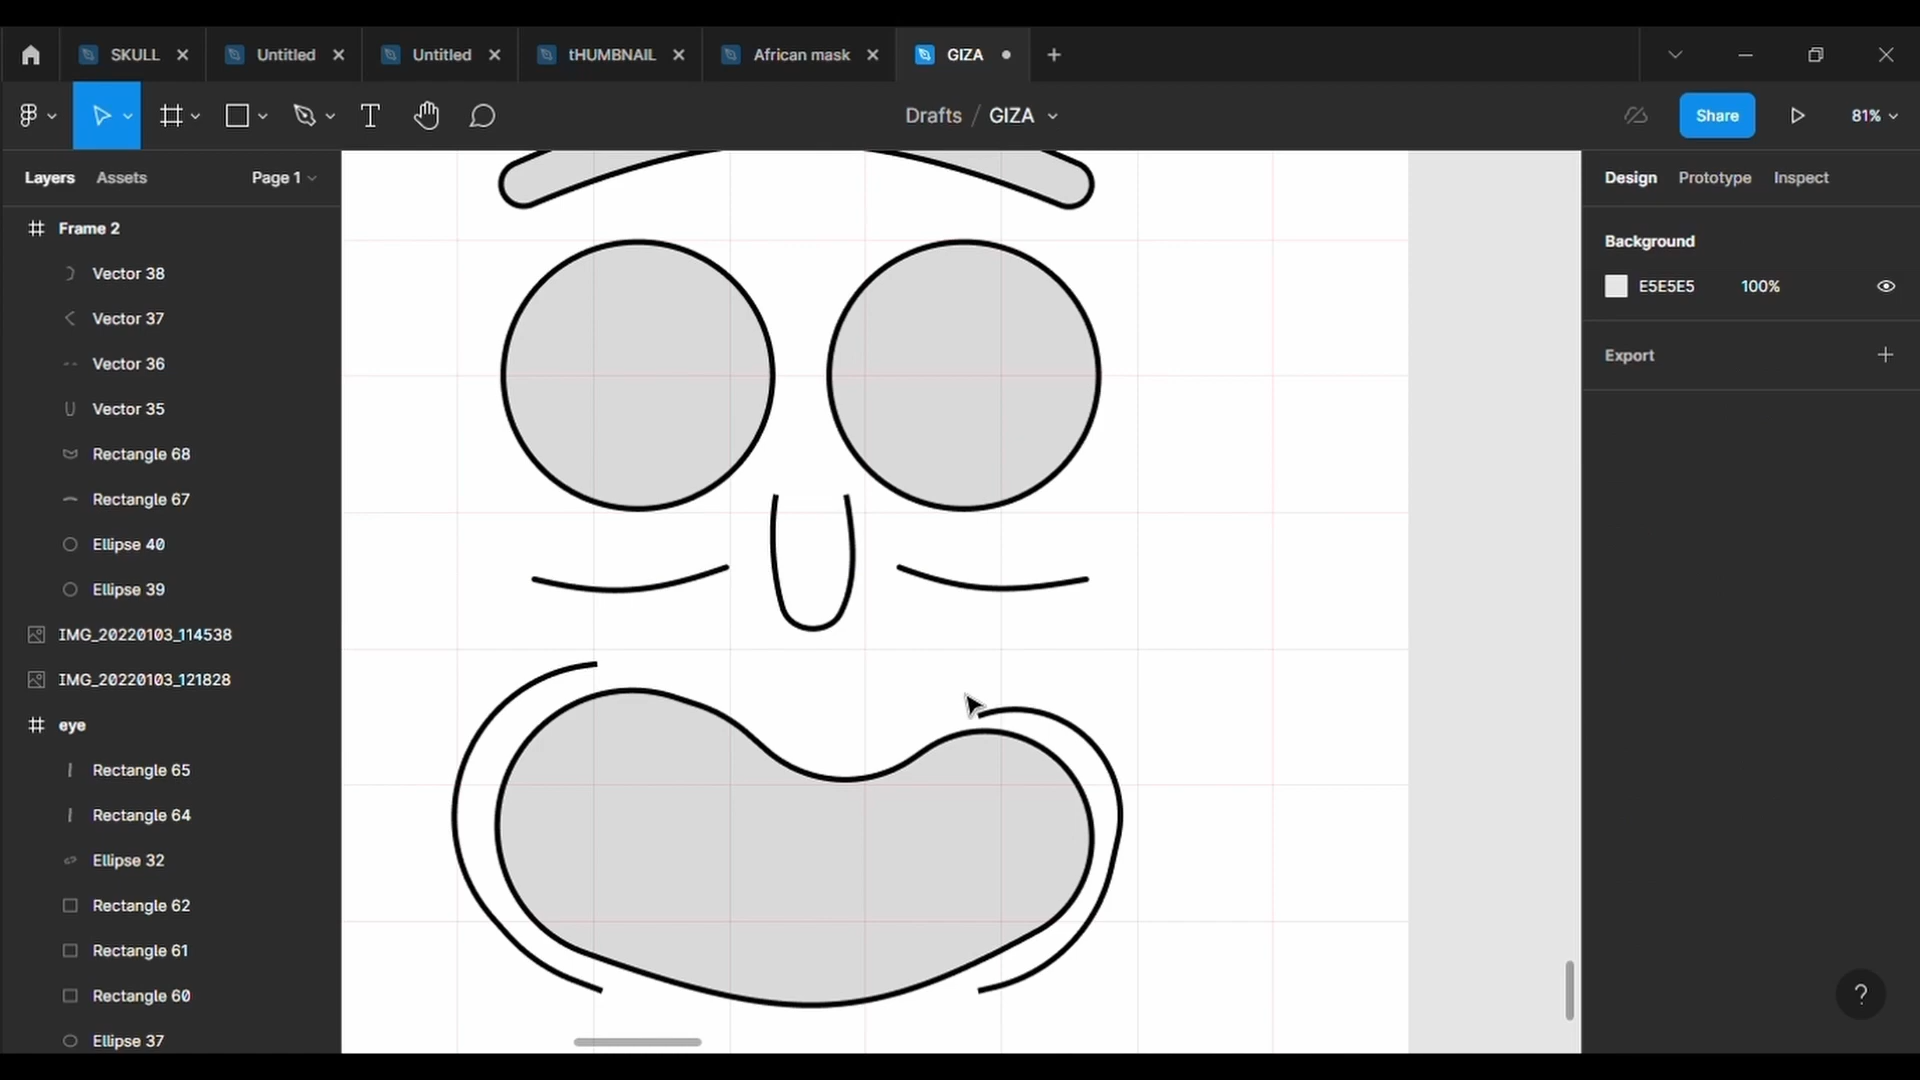 SKULL Untitled Untitled tHUMBNAIL African mask GIZA
Drafts / GIZA Share 81%
Layers Assets Page 1
Design Prototype Inspect
Frame 2
Vector 38
Vector 37
Vector 36
Vector 35
Rectangle 68
Rectangle 67
Ellipse 40
Ellipse 39
IMG_20220103_114538
IMG_20220103_121828
eye
Rectangle 65
Rectangle 64
Ellipse 32
Rectangle 62
Rectangle 61
Rectangle 60
Ellipse 37
Background
E5E5E5 100%
Export
?